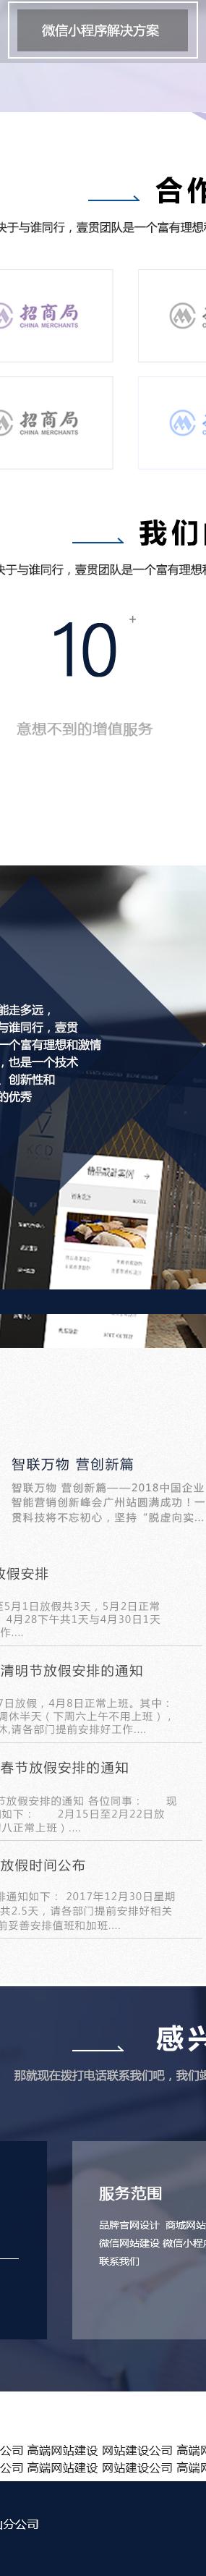 微信小程序解决方案
合作
决于与谁同行，壹贯团队是一个富有理想和
招商局
CHINA MERCHANTS
招商局
CHINA MERCHANTS
我们的
决于与谁同行，壹贯团队是一个富有理想和
10+
意想不到的增值服务
能走多远，
与谁同行，壹贯
一个富有理想和激情
，也是一个技术
、创新性和
的优秀
精品设计案例
智联万物 营创新篇
智联万物 营创新篇——2018中国企业
智能营销创新峰会广州站圆满成功！一
贯科技将不忘初心，坚持“脱虚向实...
放假安排
至5月1日放假共3天，5月2日正常
4月28下午共1天与4月30日1天
作....
清明节放假安排的通知
7日放假，4月8日正常上班。其中：
周休半天（下周六上午不用上班），
休,请各部门提前安排好工作....
春节放假安排的通知
节放假安排的通知 各位同事： 现
如下： 2月15日至2月22日放
八正常上班）....
放假时间公布
排通知如下： 2017年12月30日星期
共2.5天，请各部门提前安排好相关
前妥善安排值班和加班....
感兴
那就现在拨打电话联系我们吧，我们
服务范围
品牌官网设计 商城网站
微信网站建设 微信小程
联系我们
公司 高端网站建设 网站建设公司 高端网
公司 高端网站建设 网站建设公司 高端网
分公司